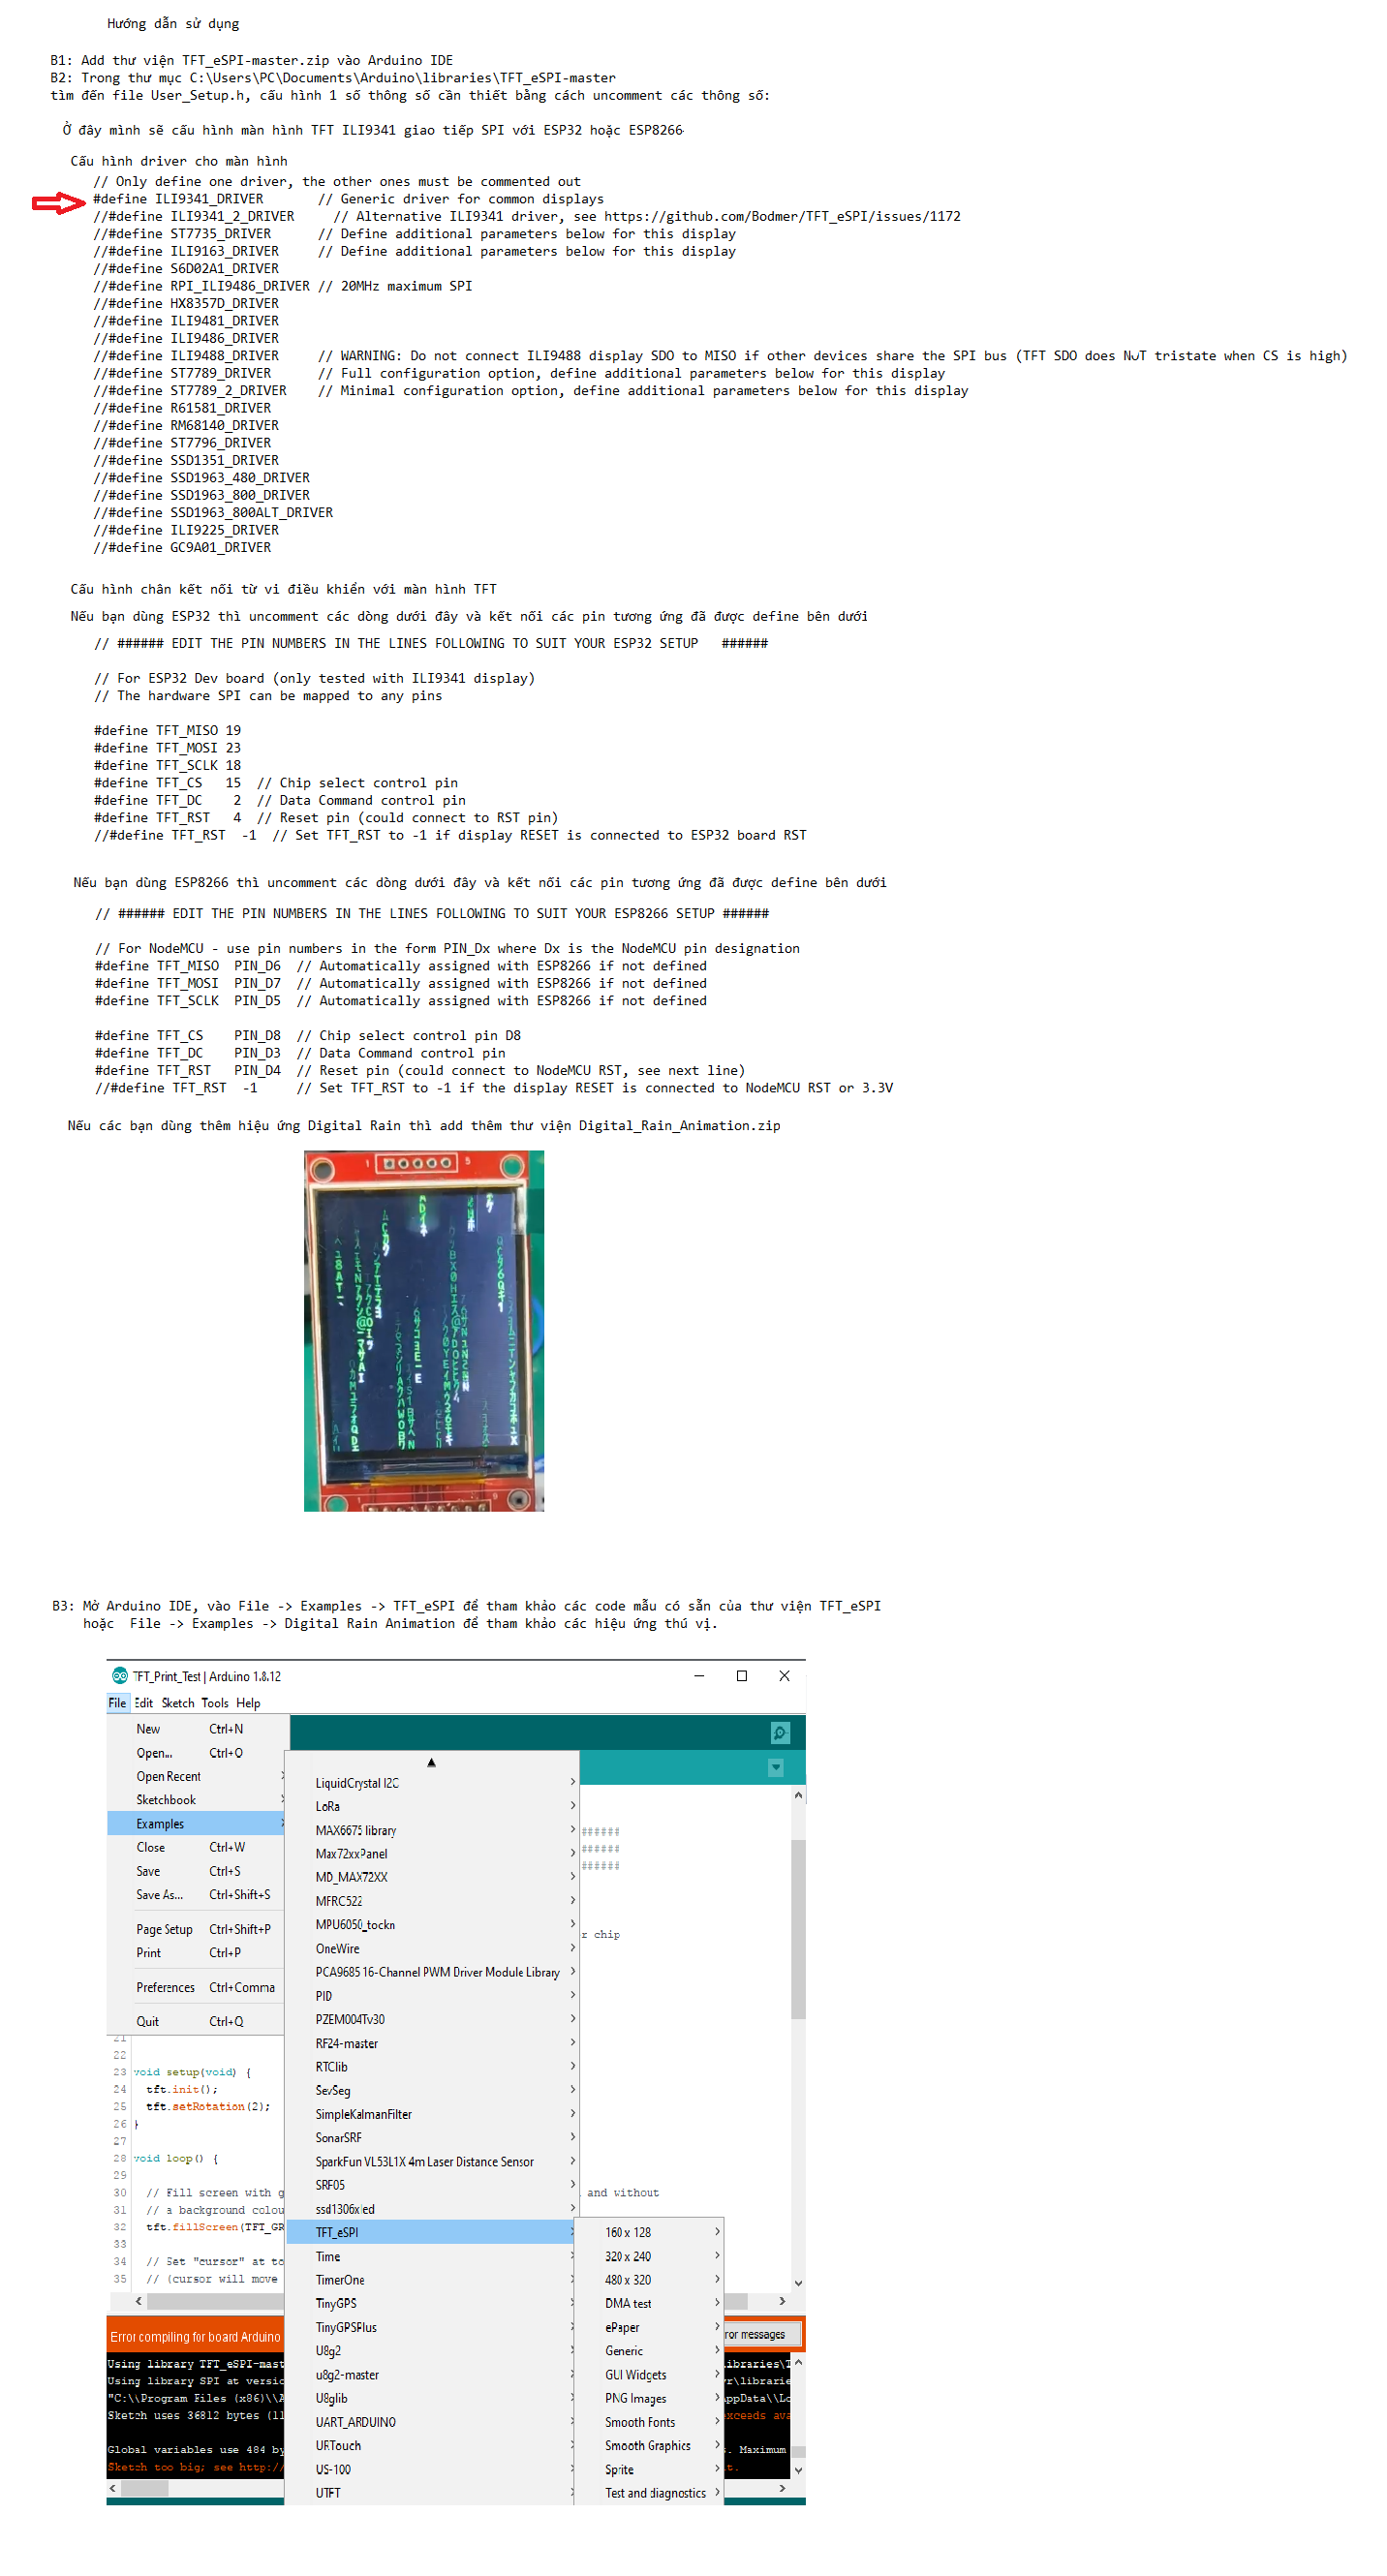 Hướng dẫn sử dụng
B1: Add thư viện TFT_eSPI-master.zip vào Arduino IDE
B2: Trong thư mục C:\Users\PC\Documents\Arduino\libraries\TFT_eSPI-master
tìm đến file User_Setup.h, cấu hình 1 số thông số cần thiết bằng cách uncomment các thông số:
Ở đây mình sẽ cấu hình màn hình TFT ILI9341 giao tiếp SPI với ESP32 hoặc ESP8266
Cấu hình driver cho màn hình
// Only define one driver, the other ones must be commented out
#define ILI9341_DRIVER       // Generic driver for common displays
//#define ILI9341_2_DRIVER     // Alternative ILI9341 driver, see https://github.com/Bodmer/TFT_eSPI/issues/1172
//#define ST7735_DRIVER      // Define additional parameters below for this display
//#define ILI9163_DRIVER     // Define additional parameters below for this display
//#define S6D02A1_DRIVER
//#define RPI_ILI9486_DRIVER // 20MHz maximum SPI
//#define HX8357D_DRIVER
//#define ILI9481_DRIVER
//#define ILI9486_DRIVER
//#define ILI9488_DRIVER     // WARNING: Do not connect ILI9488 display SDO to MISO if other devices share the SPI bus (TFT SDO does NOT tristate when CS is high)
//#define ST7789_DRIVER      // Full configuration option, define additional parameters below for this display
//#define ST7789_2_DRIVER    // Minimal configuration option, define additional parameters below for this display
//#define R61581_DRIVER
//#define RM68140_DRIVER
//#define ST7796_DRIVER
//#define SSD1351_DRIVER
//#define SSD1963_480_DRIVER
//#define SSD1963_800_DRIVER
//#define SSD1963_800ALT_DRIVER
//#define ILI9225_DRIVER
//#define GC9A01_DRIVER
Cấu hình chân kết nối từ vi điều khiển với màn hình TFT
Nếu bạn dùng ESP32 thì uncomment các dòng dưới đây và kết nối các pin tương ứng đã được define bên dưới
// ###### EDIT THE PIN NUMBERS IN THE LINES FOLLOWING TO SUIT YOUR ESP32 SETUP   ######
// For ESP32 Dev board (only tested with ILI9341 display)
// The hardware SPI can be mapped to any pins
#define TFT_MISO 19
#define TFT_MOSI 23
#define TFT_SCLK 18
#define TFT_CS   15  // Chip select control pin
#define TFT_DC    2  // Data Command control pin
#define TFT_RST   4  // Reset pin (could connect to RST pin)
//#define TFT_RST  -1  // Set TFT_RST to -1 if display RESET is connected to ESP32 board RST
Nếu bạn dùng ESP8266 thì uncomment các dòng dưới đây và kết nối các pin tương ứng đã được define bên dưới
// ###### EDIT THE PIN NUMBERS IN THE LINES FOLLOWING TO SUIT YOUR ESP8266 SETUP ######
// For NodeMCU - use pin numbers in the form PIN_Dx where Dx is the NodeMCU pin designation
#define TFT_MISO  PIN_D6  // Automatically assigned with ESP8266 if not defined
#define TFT_MOSI  PIN_D7  // Automatically assigned with ESP8266 if not defined
#define TFT_SCLK  PIN_D5  // Automatically assigned with ESP8266 if not defined
#define TFT_CS    PIN_D8  // Chip select control pin D8
#define TFT_DC    PIN_D3  // Data Command control pin
#define TFT_RST   PIN_D4  // Reset pin (could connect to NodeMCU RST, see next line)
//#define TFT_RST  -1     // Set TFT_RST to -1 if the display RESET is connected to NodeMCU RST or 3.3V
Nếu các bạn dùng thêm hiệu ứng Digital Rain thì add thêm thư viện Digital_Rain_Animation.zip
B3: Mở Arduino IDE, vào File -> Examples -> TFT_eSPI để tham khảo các code mẫu có sẵn của thư viện TFT_eSPI
hoặc  File -> Examples -> Digital Rain Animation để tham khảo các hiệu ứng thú vị.
TFT_Print_Test | Arduino 1.8.12
File Edit Sketch Tools Help
New Ctrl+N
Open... Ctrl+O
Open Recent
Sketchbook
Examples
Close Ctrl+W
Save Ctrl+S
Save As... Ctrl+Shift+S
Page Setup Ctrl+Shift+P
Print Ctrl+P
Preferences Ctrl+Comma
Quit Ctrl+Q
LiquidCrystal I2C
LoRa
MAX6675 library
Max72xxPanel
MD_MAX72XX
MFRC522
MPU6050_tockn
OneWire
PCA9685 16-Channel PWM Driver Module Library
PID
PZEM004Tv30
RF24-master
RTClib
SevSeg
SimpleKalmanFilter
SonarSRF
SparkFun VL53L1X 4m Laser Distance Sensor
SRF05
ssd1306xled
TFT_eSPI
Time
TimerOne
TinyGPS
TinyGPSPlus
U8g2
u8g2-master
U8glib
UART_ARDUINO
URTouch
US-100
UTFT
160 x 128
320 x 240
480 x 320
DMA test
ePaper
Generic
GUI Widgets
PNG Images
Smooth Fonts
Smooth Graphics
Sprite
Test and diagnostics
######
######
######
r chip
21
22
23 void setup(void) {
24 tft.init();
25 tft.setRotation(2);
26 }
27
28 void loop() {
29
30 // Fill screen with g and without
31 // a background colou
32 tft.fillScreen(TFT_GR
33
34 // Set "cursor" at to
35 // (cursor will move
Error compiling for board Arduino ror messages
Using library TFT_eSPI-mast ibraries\T
Using library SPI at versio r\librarie
"C:\\Program Files (x86)\\A ppData\\Lo
Sketch uses 36812 bytes (11 exceeds ava
Global variables use 484 by . Maximum
Sketch too big; see http:// t.